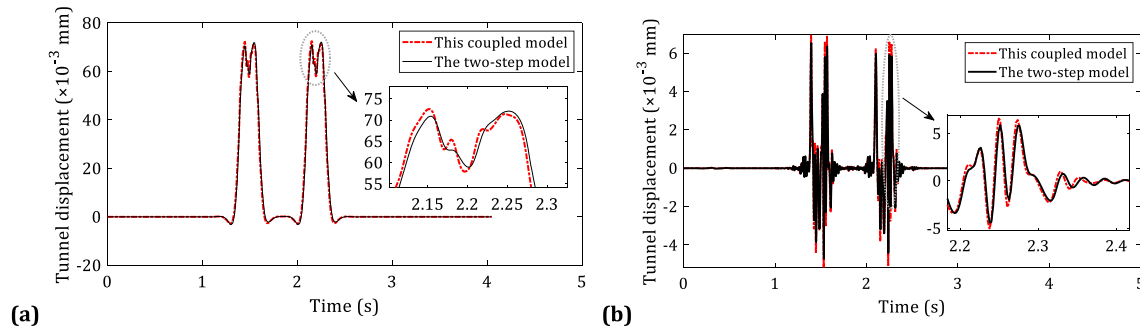 (a)
Tunnel displacement (×10⁻³ mm)
80
60
40
20
0
-20
0 1 2 3 4 5
Time (s)
This coupled model
The two-step model
75
70
65
60
55
2.15 2.2 2.25 2.3
(b)
Tunnel displacement (×10⁻³ mm)
6
4
2
0
-2
-4
0 1 2 3 4 5
Time (s)
This coupled model
The two-step model
5
0
-5
2.2 2.3 2.4